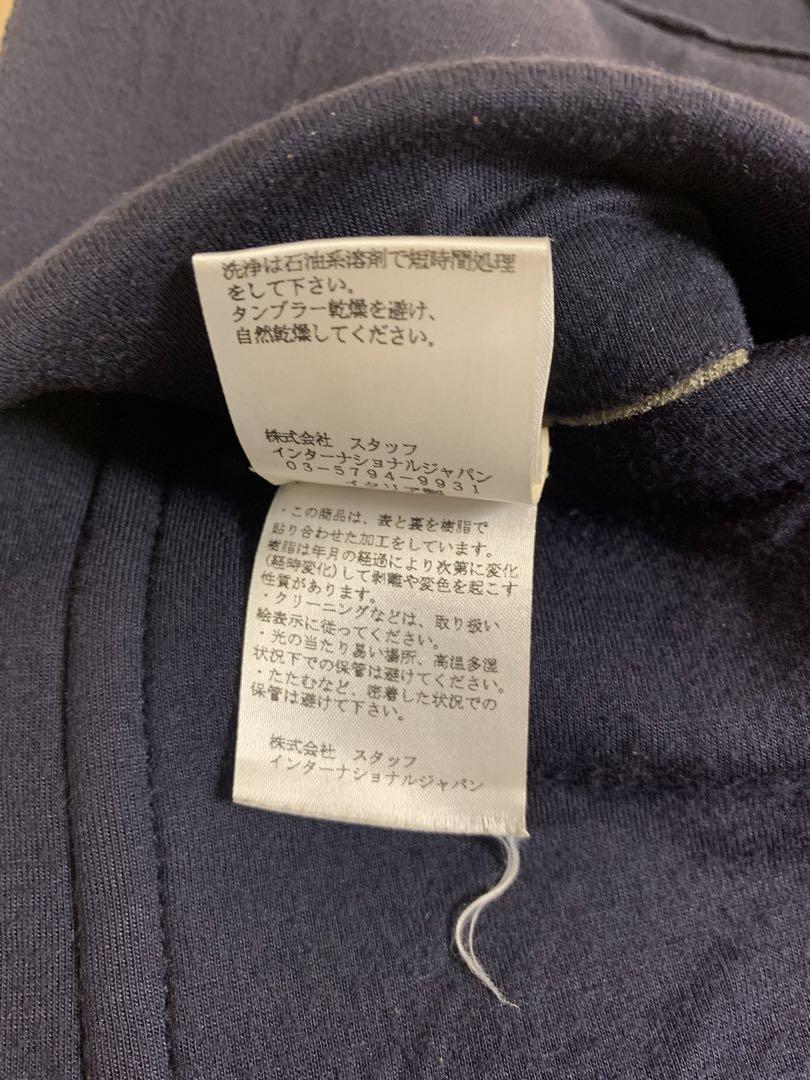 洗浄は石油系溶剤で短時間処理
をして下さい。
タンブラー乾燥を避け、
自然乾燥してください。
株式会社 スタッフ
インターナショナルジャパン
03-5794-9931
イタリア製
・この商品は、表と裏を樹脂で
貼り合わせた加工をしています。
樹脂は年月の経過により次第に変化
(経時変化)して剥離や変色を起こす
性質があります。
・クリーニングなどは、取り扱い
絵表示に従ってください。
・光の当たり易い場所、高温多湿
状況下での保管は避けてください。
・たたむなど、密着した状況での
保管は避けて下さい。
株式会社 スタッフ
インターナショナルジャパン